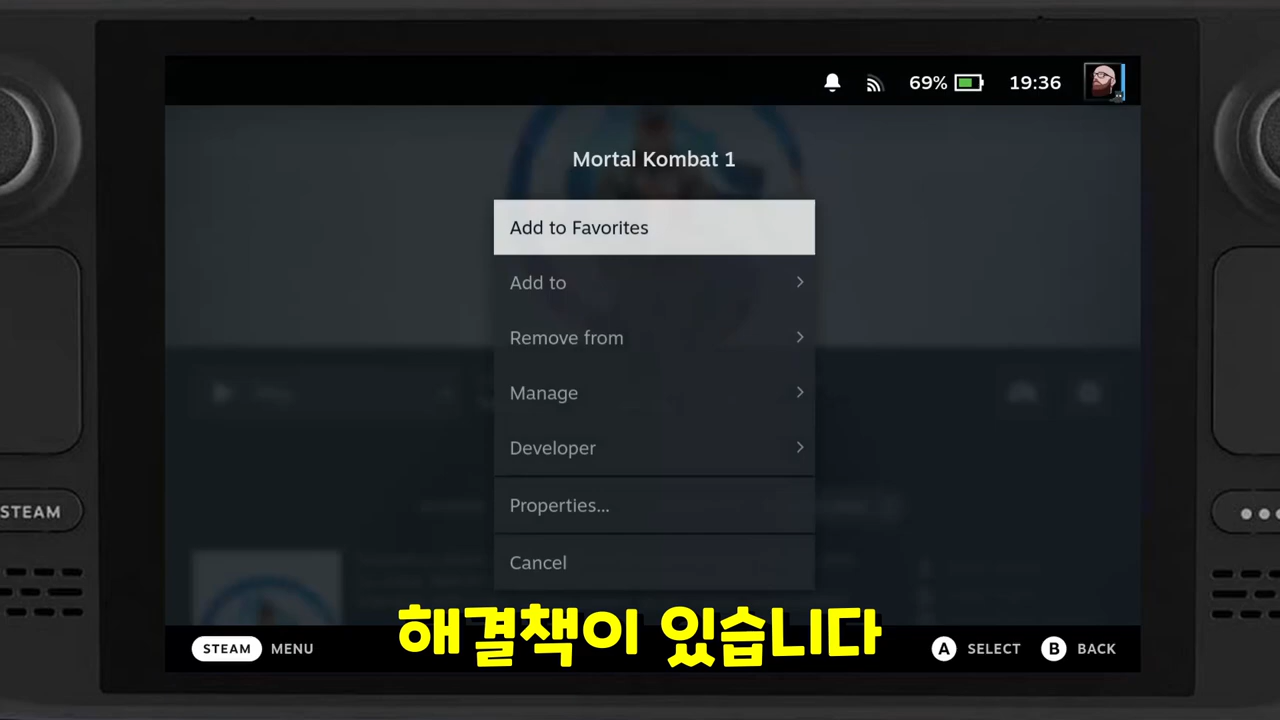 69%
19:36
Mortal Kombat 1
Add to Favorites
Add to
Remove from
Manage
Developer
STEAM
Properties...
Cancel
해결책이 있습니다
STEAM MENU
A SELECT B BACK